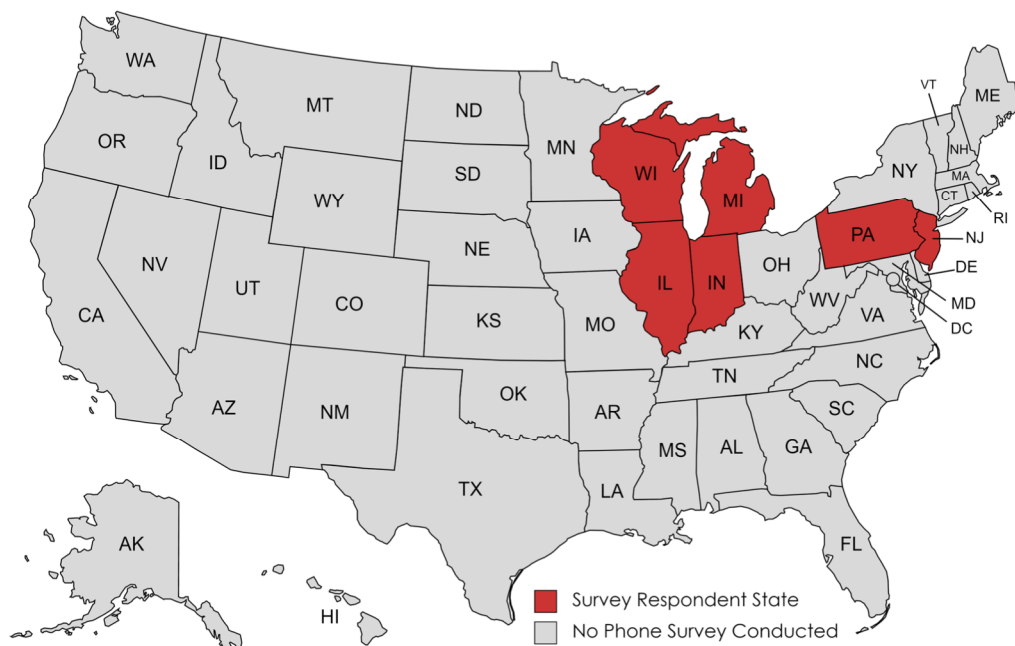 WA
MT
ND
MN
VT
ME
OR
ID
SD
WI
NY
NH
MA
CT
RI
WY
MI
NV
NE
IA
PA
NJ
UT
CO
IL
IN
OH
DE
CA
KS
MO
WV
MD
VA
DC
KY
AZ
NM
OK
AR
TN
NC
SC
MS
AL
GA
TX
LA
FL
AK
HI
Survey Respondent State
No Phone Survey Conducted